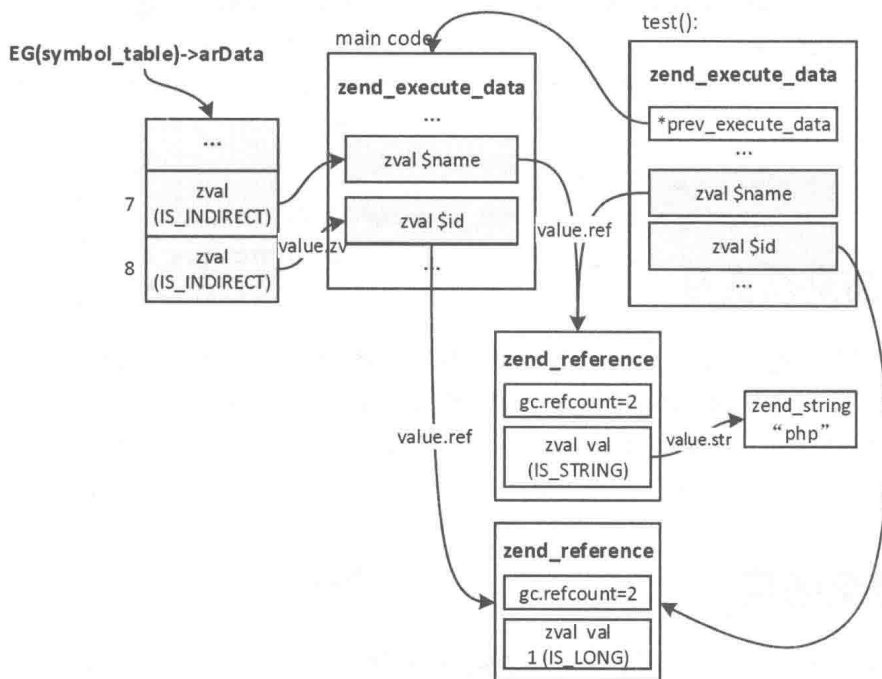 EG(symbol_table)->arData
...
7
zval
(IS_INDIRECT)
8
zval
(IS_INDIRECT)
value.zv
main code
zend_execute_data
...
zval $name
zval $id
...
test():
zend_execute_data
*prev_execute_data
...
zval $name
zval $id
...
value.ref
value.ref
zend_reference
gc.refcount=2
zval val
(IS_STRING)
value.str
zend_string
“php”
zend_reference
gc.refcount=2
zval val
1 (IS_LONG)